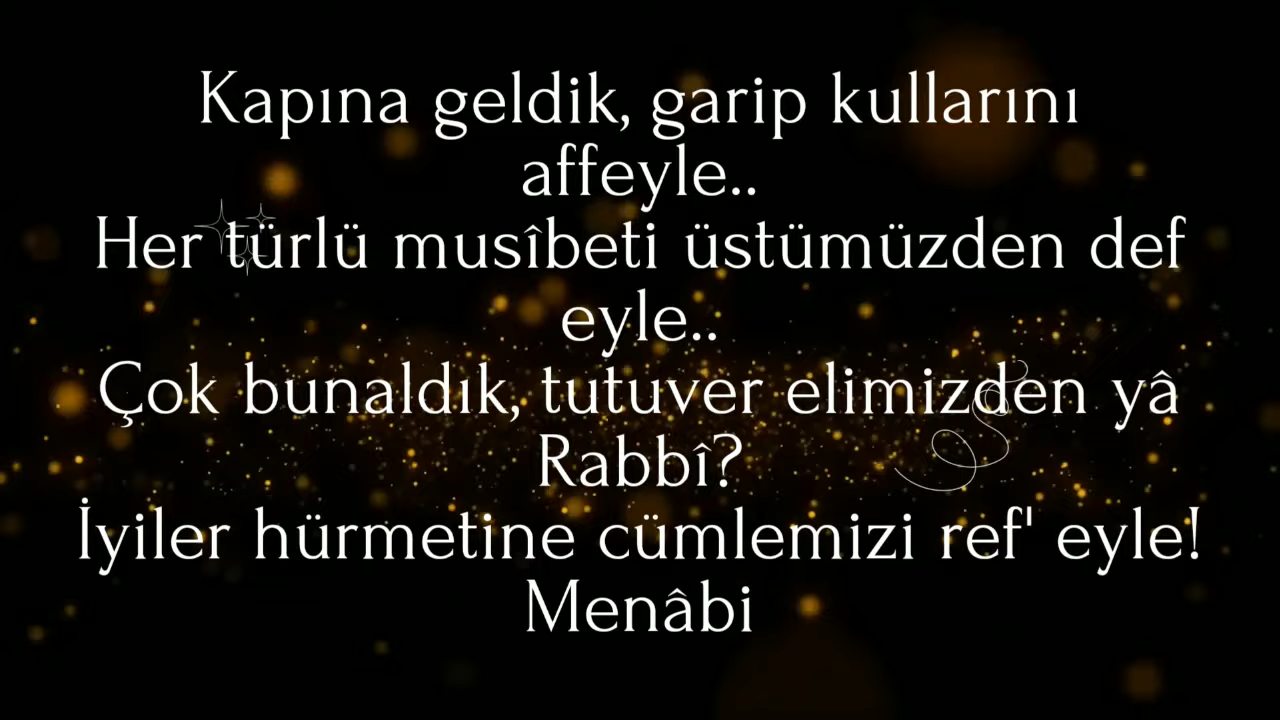 Kapına geldik, garip kullarını
affeyle..
Her türlü musîbeti üstümüzden def
eyle..
Çok bunaldık, tutuver elimizden yâ
Rabbî?
İyiler hürmetine cümlemizi ref' eyle!
Menâbi